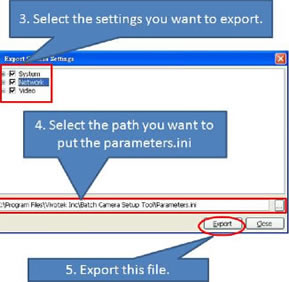 3. Select the settings you want to export.
Export Camera Settings
System
Network
Video
4. Select the path you want to
put the parameters.ini
:\Program Files\Vivotek Inc\Batch Camera Setup Tool\Parameters.ini
...
Export
Close
5. Export this file.